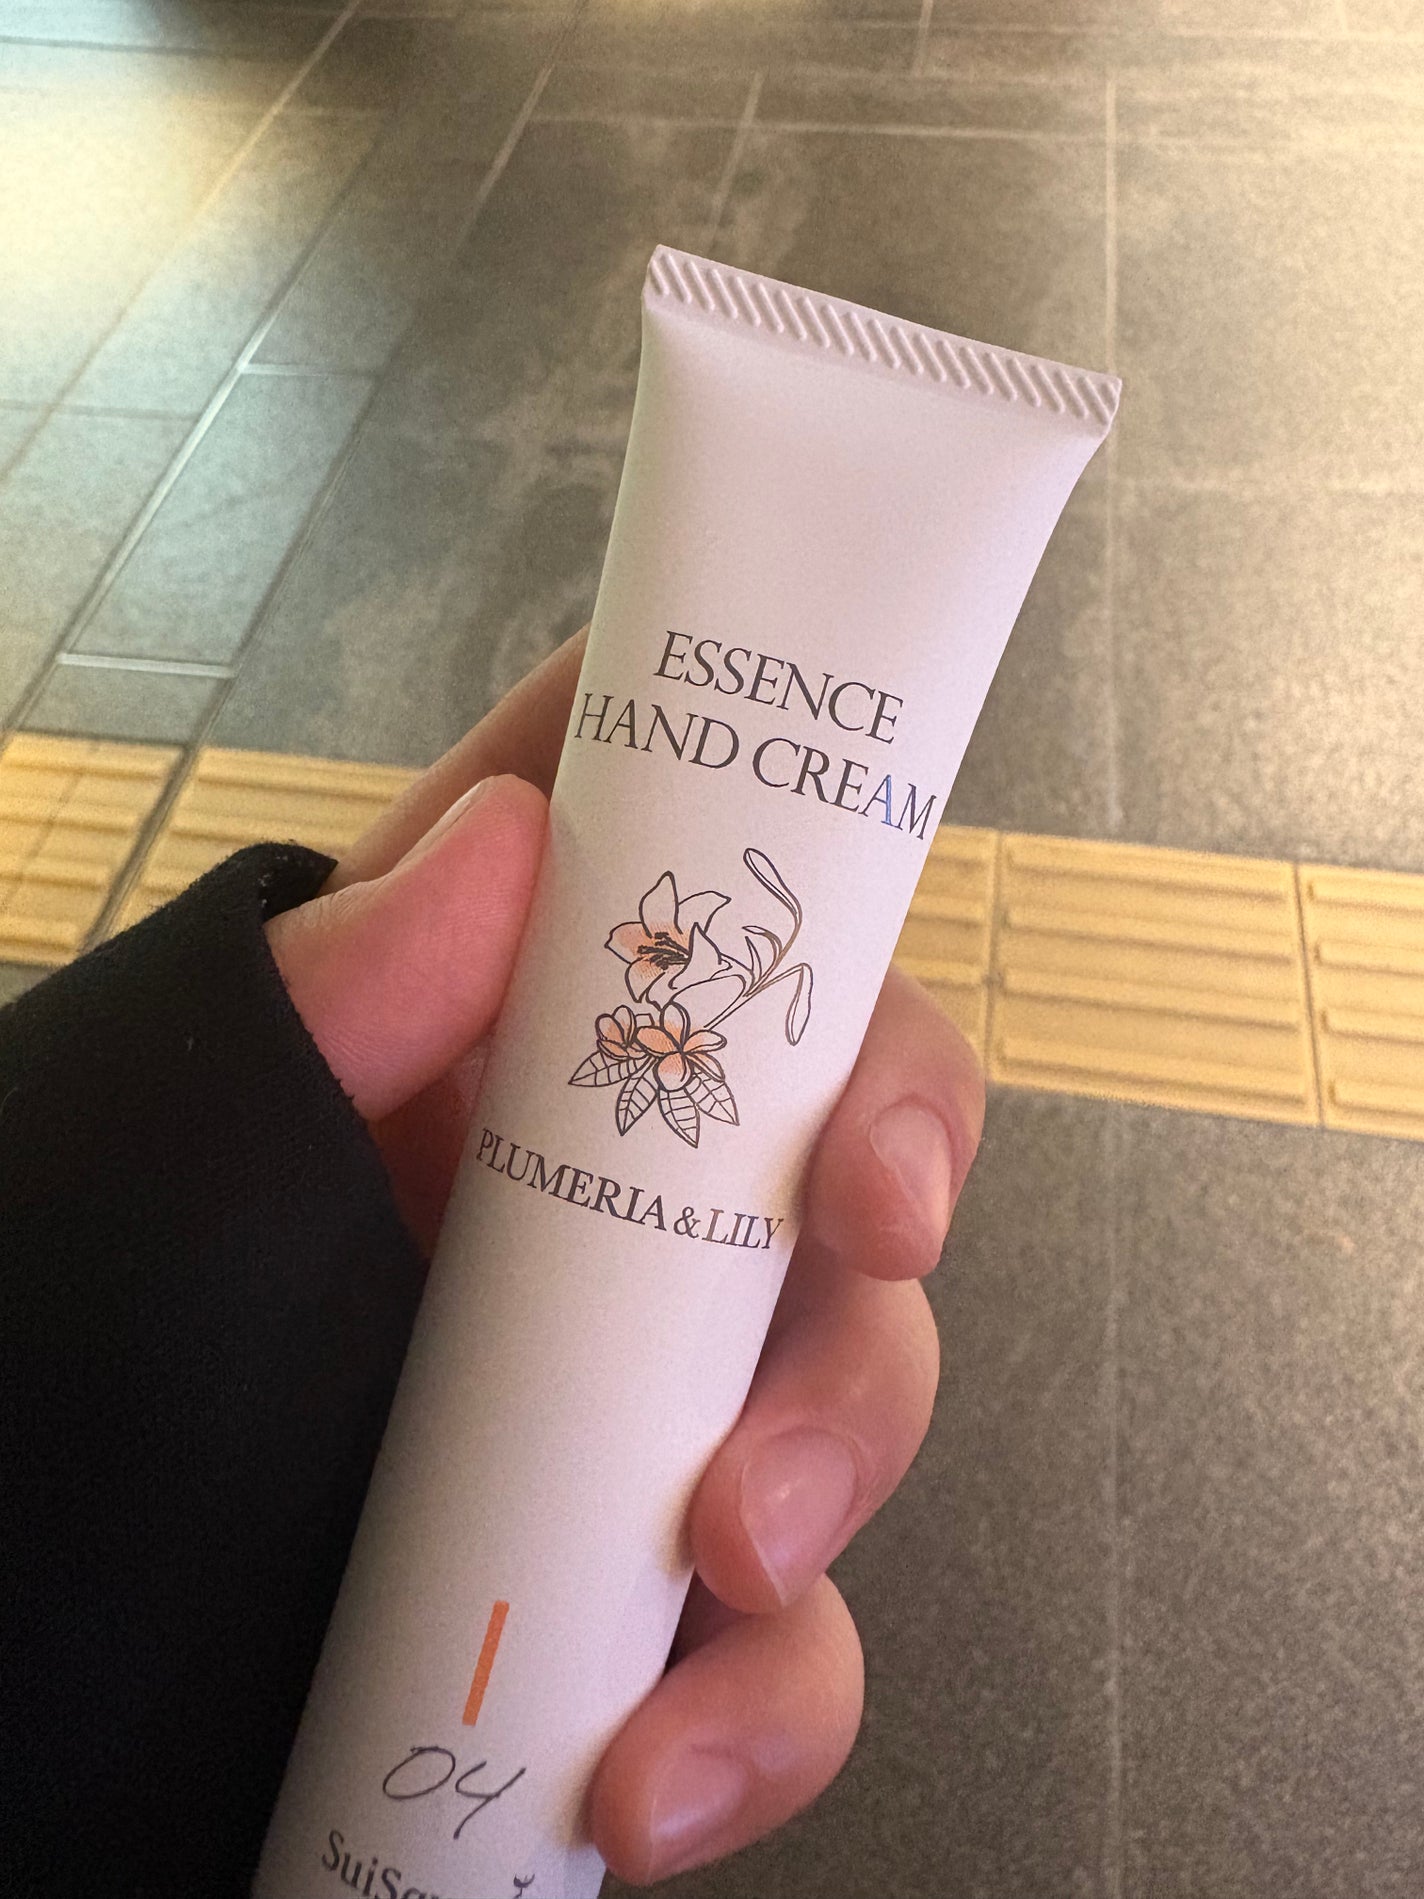 ESSENCE
HAND CREAM
PLUMERIA & LILY
04